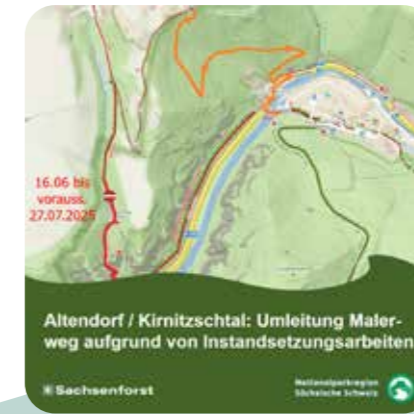 16.06 bis
vorauss.
27.07.2025
Altendorf / Kirnitzschtal: Umleitung Maler-
weg aufgrund von Instandsetzungsarbeiten
Sachsenforst
Nationalparkregion
Sächsische Schweiz